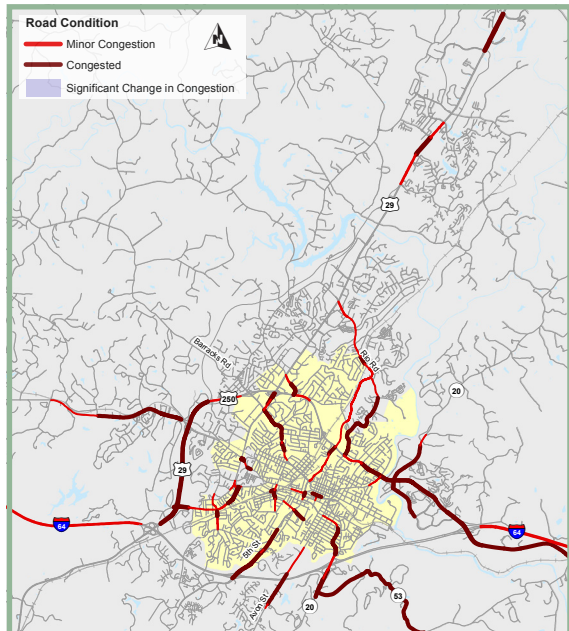 Road Condition
Minor Congestion
Congested
Significant Change in Congestion
N
29
Barracks Rd
Rio Rd
20
250
29
64
64
5th St
Avon St
20
53